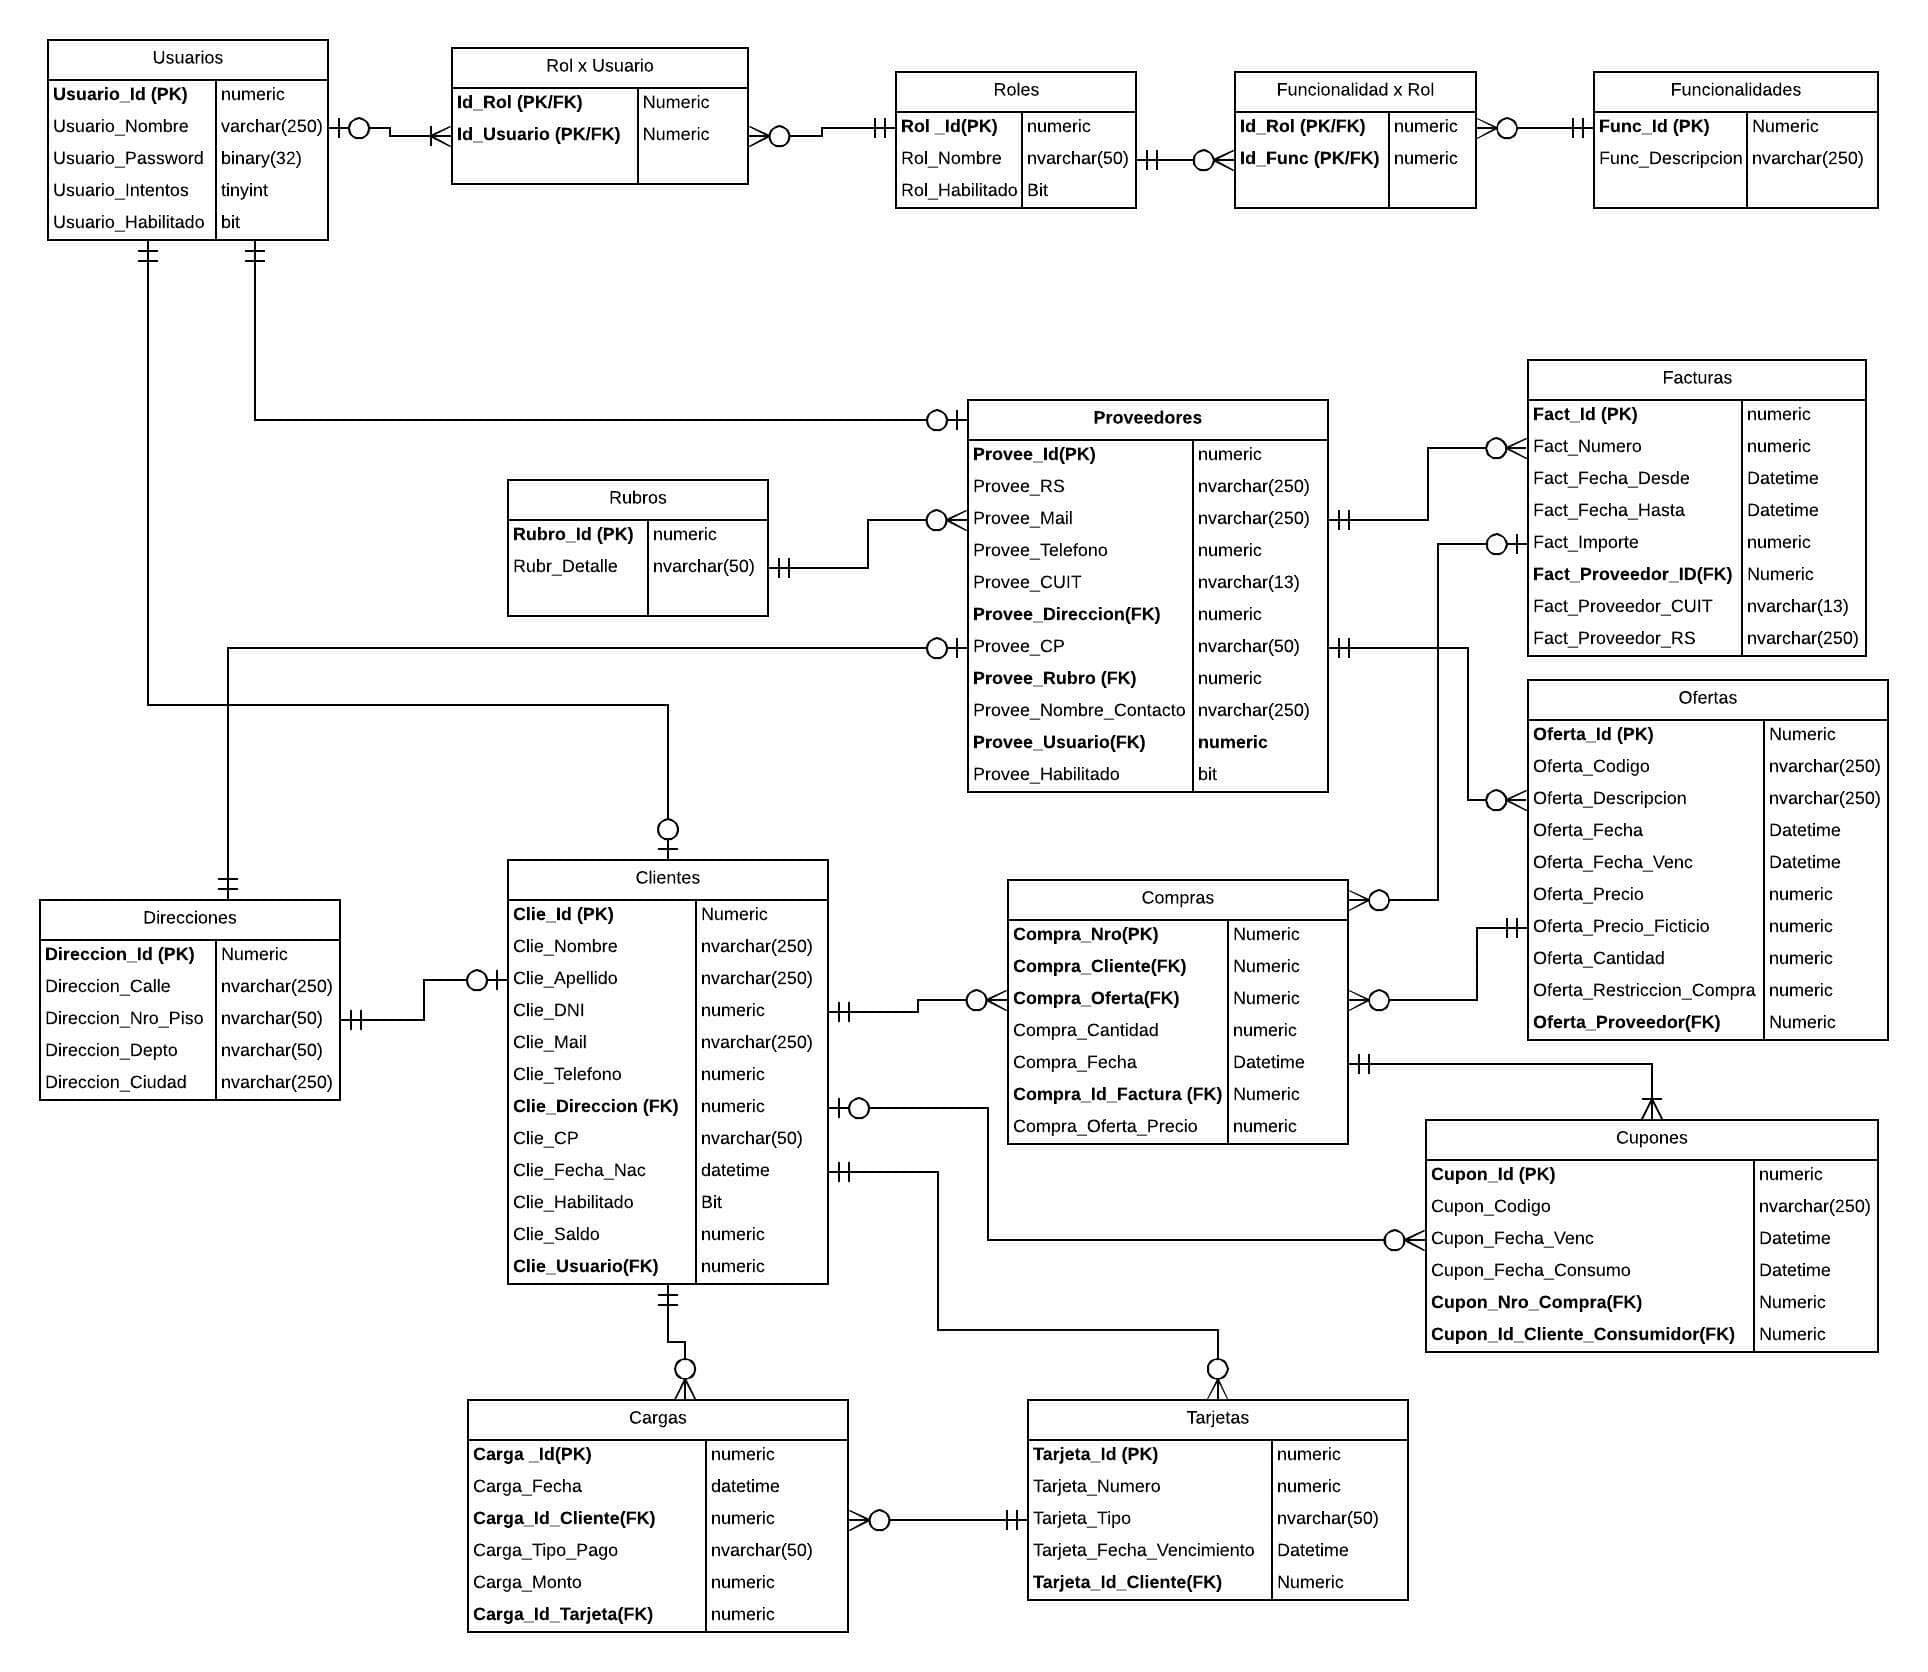 Usuarios
Usuario_Id (PK) numeric
Usuario_Nombre varchar(250)
Usuario_Password binary(32)
Usuario_Intentos tinyint
Usuario_Habilitado bit
Rol x Usuario
Id_Rol (PK/FK) Numeric
Id_Usuario (PK/FK) Numeric
Roles
Rol _Id(PK) numeric
Rol_Nombre nvarchar(50)
Rol_Habilitado Bit
Funcionalidad x Rol
Id_Rol (PK/FK) numeric
Id_Func (PK/FK) numeric
Funcionalidades
Func_Id (PK) Numeric
Func_Descripcion nvarchar(250)
Proveedores
Provee_Id(PK) numeric
Provee_RS nvarchar(250)
Provee_Mail nvarchar(250)
Provee_Telefono numeric
Provee_CUIT nvarchar(13)
Provee_Direccion(FK) numeric
Provee_CP nvarchar(50)
Provee_Rubro (FK) numeric
Provee_Nombre_Contacto nvarchar(250)
Provee_Usuario(FK) numeric
Provee_Habilitado bit
Facturas
Fact_Id (PK) numeric
Fact_Numero numeric
Fact_Fecha_Desde Datetime
Fact_Fecha_Hasta Datetime
Fact_Importe numeric
Fact_Proveedor_ID(FK) Numeric
Fact_Proveedor_CUIT nvarchar(13)
Fact_Proveedor_RS nvarchar(250)
Rubros
Rubro_Id (PK) numeric
Rubr_Detalle nvarchar(50)
Ofertas
Oferta_Id (PK) Numeric
Oferta_Codigo nvarchar(250)
Oferta_Descripcion nvarchar(250)
Oferta_Fecha Datetime
Oferta_Fecha_Venc Datetime
Oferta_Precio numeric
Oferta_Precio_Ficticio numeric
Oferta_Cantidad numeric
Oferta_Restriccion_Compra numeric
Oferta_Proveedor(FK) Numeric
Direcciones
Direccion_Id (PK) Numeric
Direccion_Calle nvarchar(250)
Direccion_Nro_Piso nvarchar(50)
Direccion_Depto nvarchar(50)
Direccion_Ciudad nvarchar(250)
Clientes
Clie_Id (PK) Numeric
Clie_Nombre nvarchar(250)
Clie_Apellido nvarchar(250)
Clie_DNI numeric
Clie_Mail nvarchar(250)
Clie_Telefono numeric
Clie_Direccion (FK) numeric
Clie_CP nvarchar(50)
Clie_Fecha_Nac datetime
Clie_Habilitado Bit
Clie_Saldo numeric
Clie_Usuario(FK) numeric
Compras
Compra_Nro(PK) Numeric
Compra_Cliente(FK) Numeric
Compra_Oferta(FK) Numeric
Compra_Cantidad numeric
Compra_Fecha Datetime
Compra_Id_Factura (FK) Numeric
Compra_Oferta_Precio numeric
Cupones
Cupon_Id (PK) numeric
Cupon_Codigo nvarchar(250)
Cupon_Fecha_Venc Datetime
Cupon_Fecha_Consumo Datetime
Cupon_Nro_Compra(FK) Numeric
Cupon_Id_Cliente_Consumidor(FK) Numeric
Cargas
Carga _Id(PK) numeric
Carga_Fecha datetime
Carga_Id_Cliente(FK) numeric
Carga_Tipo_Pago nvarchar(50)
Carga_Monto numeric
Carga_Id_Tarjeta(FK) numeric
Tarjetas
Tarjeta_Id (PK) numeric
Tarjeta_Numero numeric
Tarjeta_Tipo nvarchar(50)
Tarjeta_Fecha_Vencimiento Datetime
Tarjeta_Id_Cliente(FK) Numeric